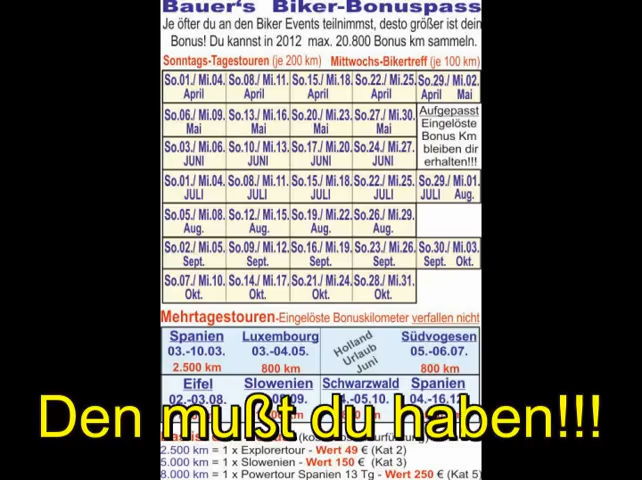 Bauer's Biker-Bonuspass
Je öfter du an den Biker Events teilnimmst, desto größer ist dein
Bonus! Du kannst in 2012 max. 20.800 Bonus km sammeln.
Sonntags-Tagestouren (je 200 km) Mittwochs-Bikertreff (je 100 km)
So.01./ Mi.04. So.08./ Mi.11. So.15./ Mi.18. So.22./ Mi.25. So.29./ Mi.02.
April April April April April Mai
So.06./ Mi.09. So.13./ Mi.16. So.20./ Mi.23. So.27./ Mi.30.
Mai Mai Mai Mai
Aufgepasst
Eingelöste
Bonus Km
bleiben dir
erhalten!!!
So.03./ Mi.06. So.10./ Mi.13. So.17./ Mi.20. So.24./ Mi.27.
JUNI JUNI JUNI JUNI
So.01./ Mi.04. So.08./ Mi.11. So.15./ Mi.18. So.22./ Mi.25. So.29./ Mi.01.
JULI JULI JULI JULI JULI Aug.
So.05./ Mi.08. So.12./ Mi.15. So.19./ Mi.22. So.26./ Mi.29.
Aug. Aug. Aug. Aug.
So.02./ Mi.05. So.09./ Mi.12. So.16./ Mi.19. So.23./ Mi.26. So.30./ Mi.03.
Sept. Sept. Sept. Sept. Sept. Okt.
So.07./ Mi.10. So.14./ Mi.17. So.21./ Mi.24. So.28./ Mi.31.
Okt. Okt. Okt. Okt.
Mehrtagestouren-Eingelöste Bonuskilometer verfallen nicht
Spanien Luxembourg Südvogesen
03.-10.03. 03.-04.05. 05.-06.07.
2.500 km 800 km 800 km
Holland
Urlaub
Juni
Eifel Slowenien Schwarzwald Spanien
02.-03.08.
Den mußt du haben!!!
2.500 km = 1 x Explorertour - Wert 49 € (Kat 2)
5.000 km = 1 x Slowenien - Wert 150 € (Kat 3)
8.000 km = 1 x Powertour Spanien 13 Tg - Wert 250 € (Kat 5)